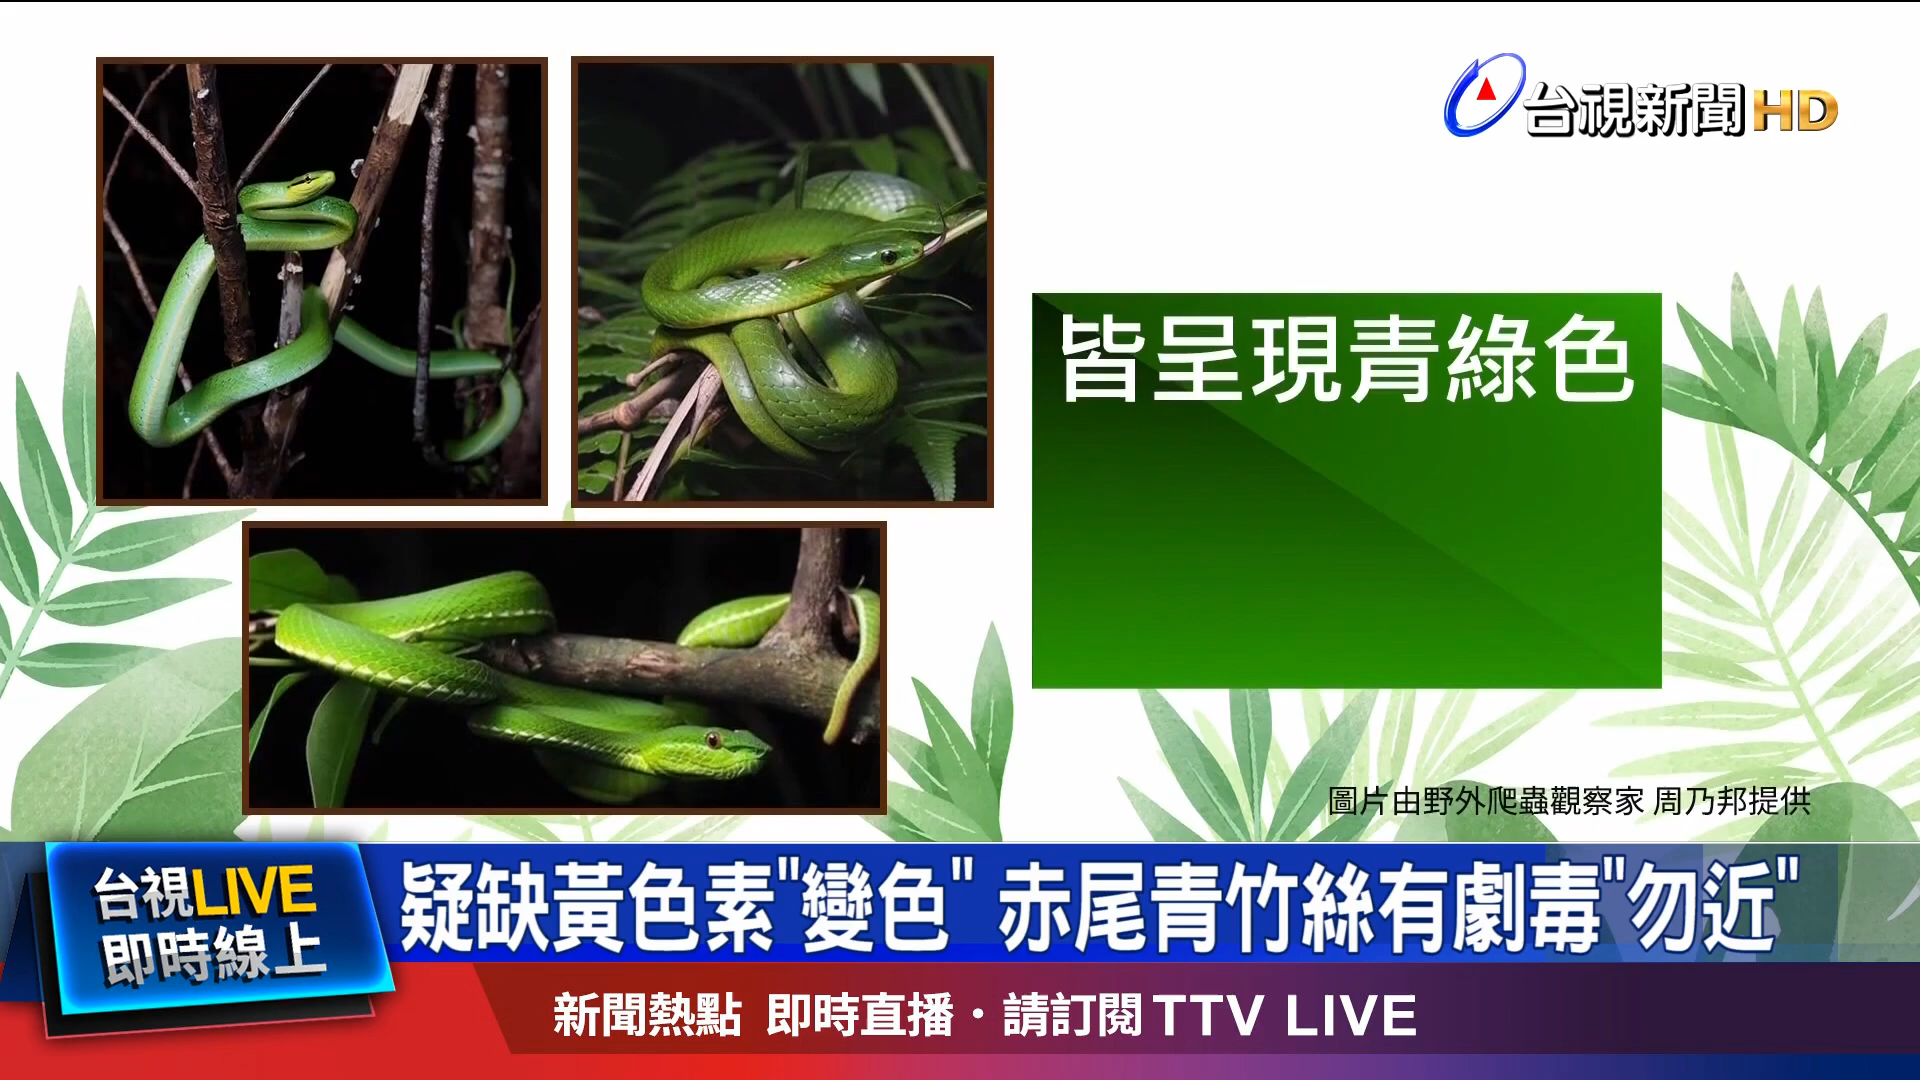 台視新聞HD
皆呈現青綠色
圖片由野外爬蟲觀察家 周乃邦提供
台視LIVE
即時線上
疑缺黃色素"變色" 赤尾青竹絲有劇毒"勿近"
新聞熱點 即時直播・請訂閱TTV LIVE